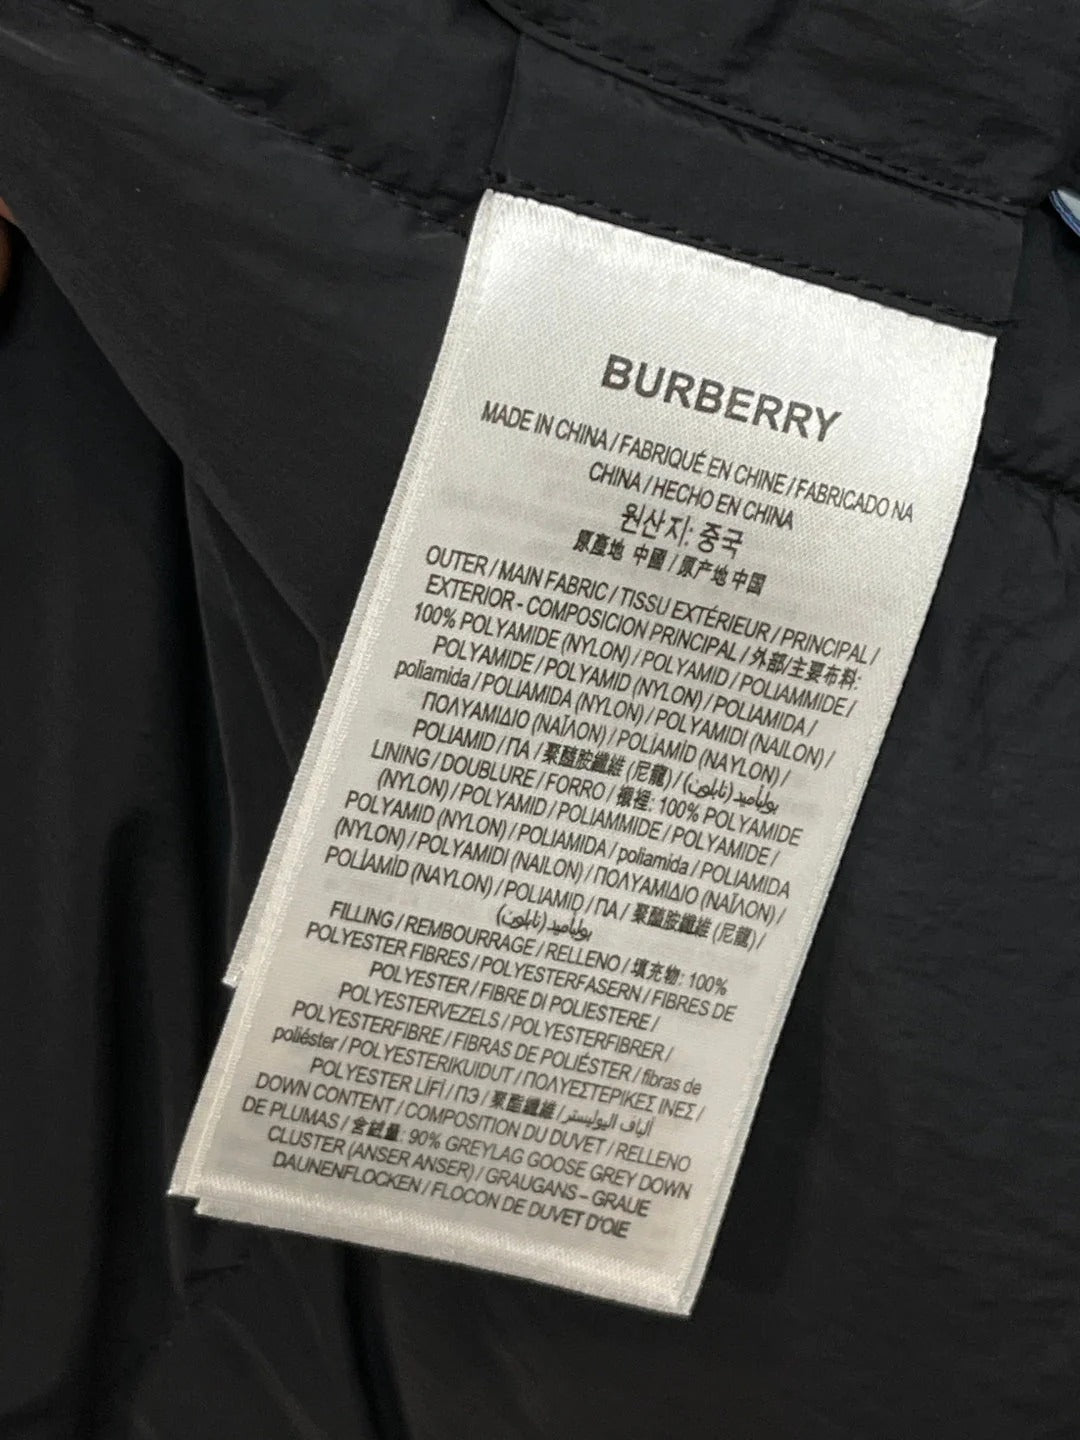 BURBERRY
MADE IN CHINA / FABRIQUÉ EN CHINE / FABRICADO NA
CHINA / HECHO EN CHINA
원산지: 중국
原產地 中國 / 原产地 中国
OUTER / MAIN FABRIC / TISSU EXTÉRIEUR / PRINCIPAL /
EXTERIOR - COMPOSICION PRINCIPAL / 外部/主要布料:
100% POLYAMIDE (NYLON) / POLYAMID / POLIAMMIDE /
POLYAMIDE / POLYAMID (NYLON) / POLIAMIDA /
poliamida / POLIAMIDA (NYLON) / POLYAMIDI (NAILON) /
ΠΟΛΥΑΜΙΔΙΟ (ΝΑΪΛΟΝ) / POLİAMİD (NAYLON) /
POLIAMID / ПА / 聚醯胺纖維 (尼龍) / بولياميد (نايلون)
LINING / DOUBLURE / FORRO / 襯裡: 100% POLYAMIDE
(NYLON) / POLYAMID / POLIAMMIDE / POLYAMIDE /
POLYAMID (NYLON) / POLIAMIDA / poliamida / POLIAMIDA
(NYLON) / POLYAMIDI (NAILON) / ΠΟΛΥΑΜΙΔΙΟ (ΝΑΪΛΟΝ) /
POLİAMİD (NAYLON) / POLIAMID / ПА / 聚醯胺纖維 (尼龍) /
بولياميد (نايلون)
FILLING / REMBOURRAGE / RELLENO / 填充物: 100%
POLYESTER FIBRES / POLYESTERFASERN / FIBRES DE
POLYESTER / FIBRE DI POLIESTERE /
POLYESTERVEZELS / POLYESTERFIBRER /
POLYESTERFIBRE / FIBRAS DE POLIÉSTER / fibras de
poliéster / POLYESTERIKUIDUT / ΠΟΛΥΕΣΤΕΡΙΚΕΣ ΙΝΕΣ /
POLYESTER LİFİ / ПЭ / 聚酯纖維 / ألياف البوليستر
DOWN CONTENT / COMPOSITION DU DUVET / RELLENO
DE PLUMAS / 含絨量: 90% GREYLAG GOOSE GREY DOWN
CLUSTER (ANSER ANSER) / GRAUGANS – GRAUE
DAUNENFLOCKEN / FLOCON DE DUVET D'OIE